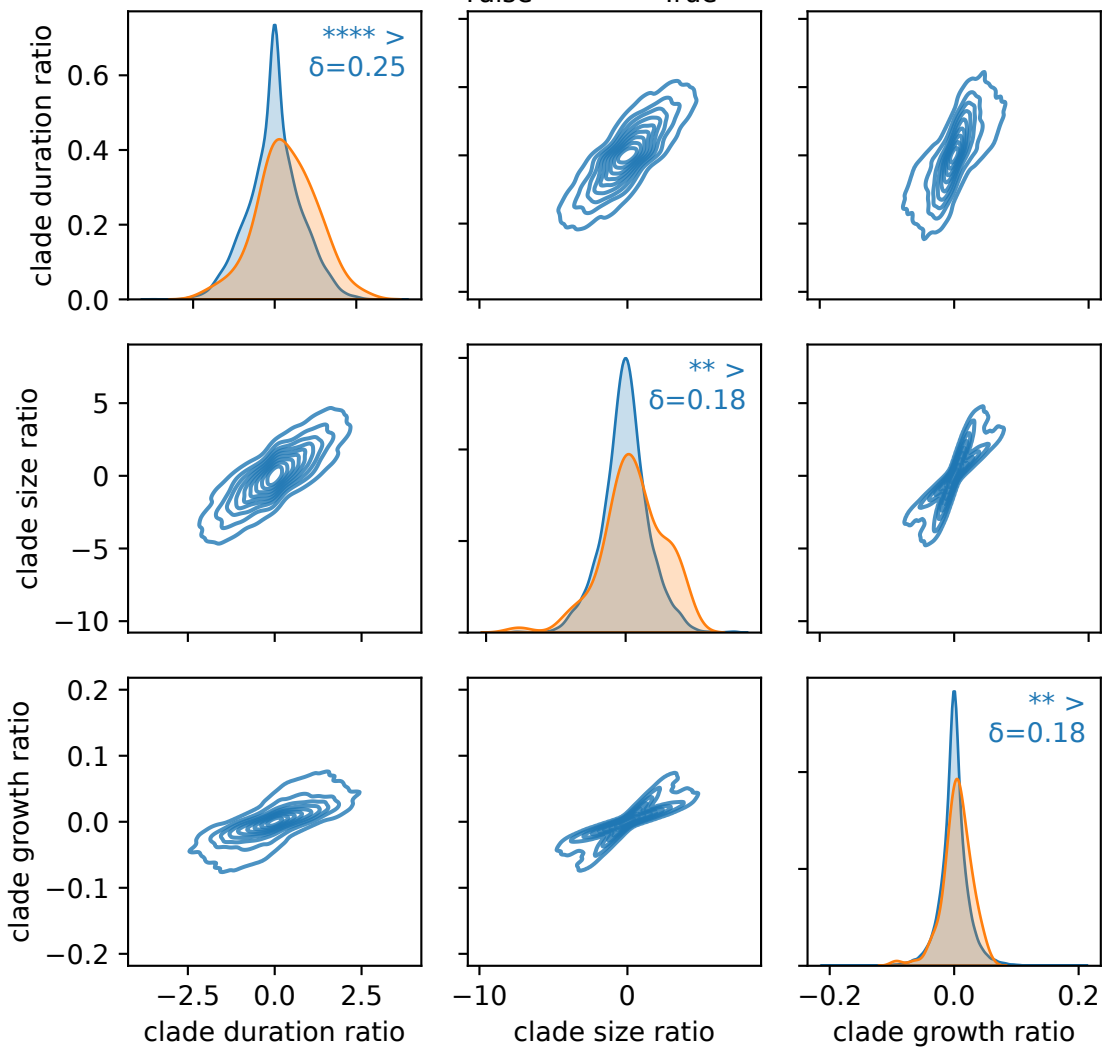 True
clade duration ratio
0.6
0.4
0.2
0.0
**** >
δ=0.25
clade size ratio
5
0
−5
−10
** >
δ=0.18
clade growth ratio
0.2
0.1
0.0
−0.1
−0.2
** >
δ=0.18
−2.5
0.0
2.5
−10
0
−0.2
0.0
0.2
clade duration ratio
clade size ratio
clade growth ratio